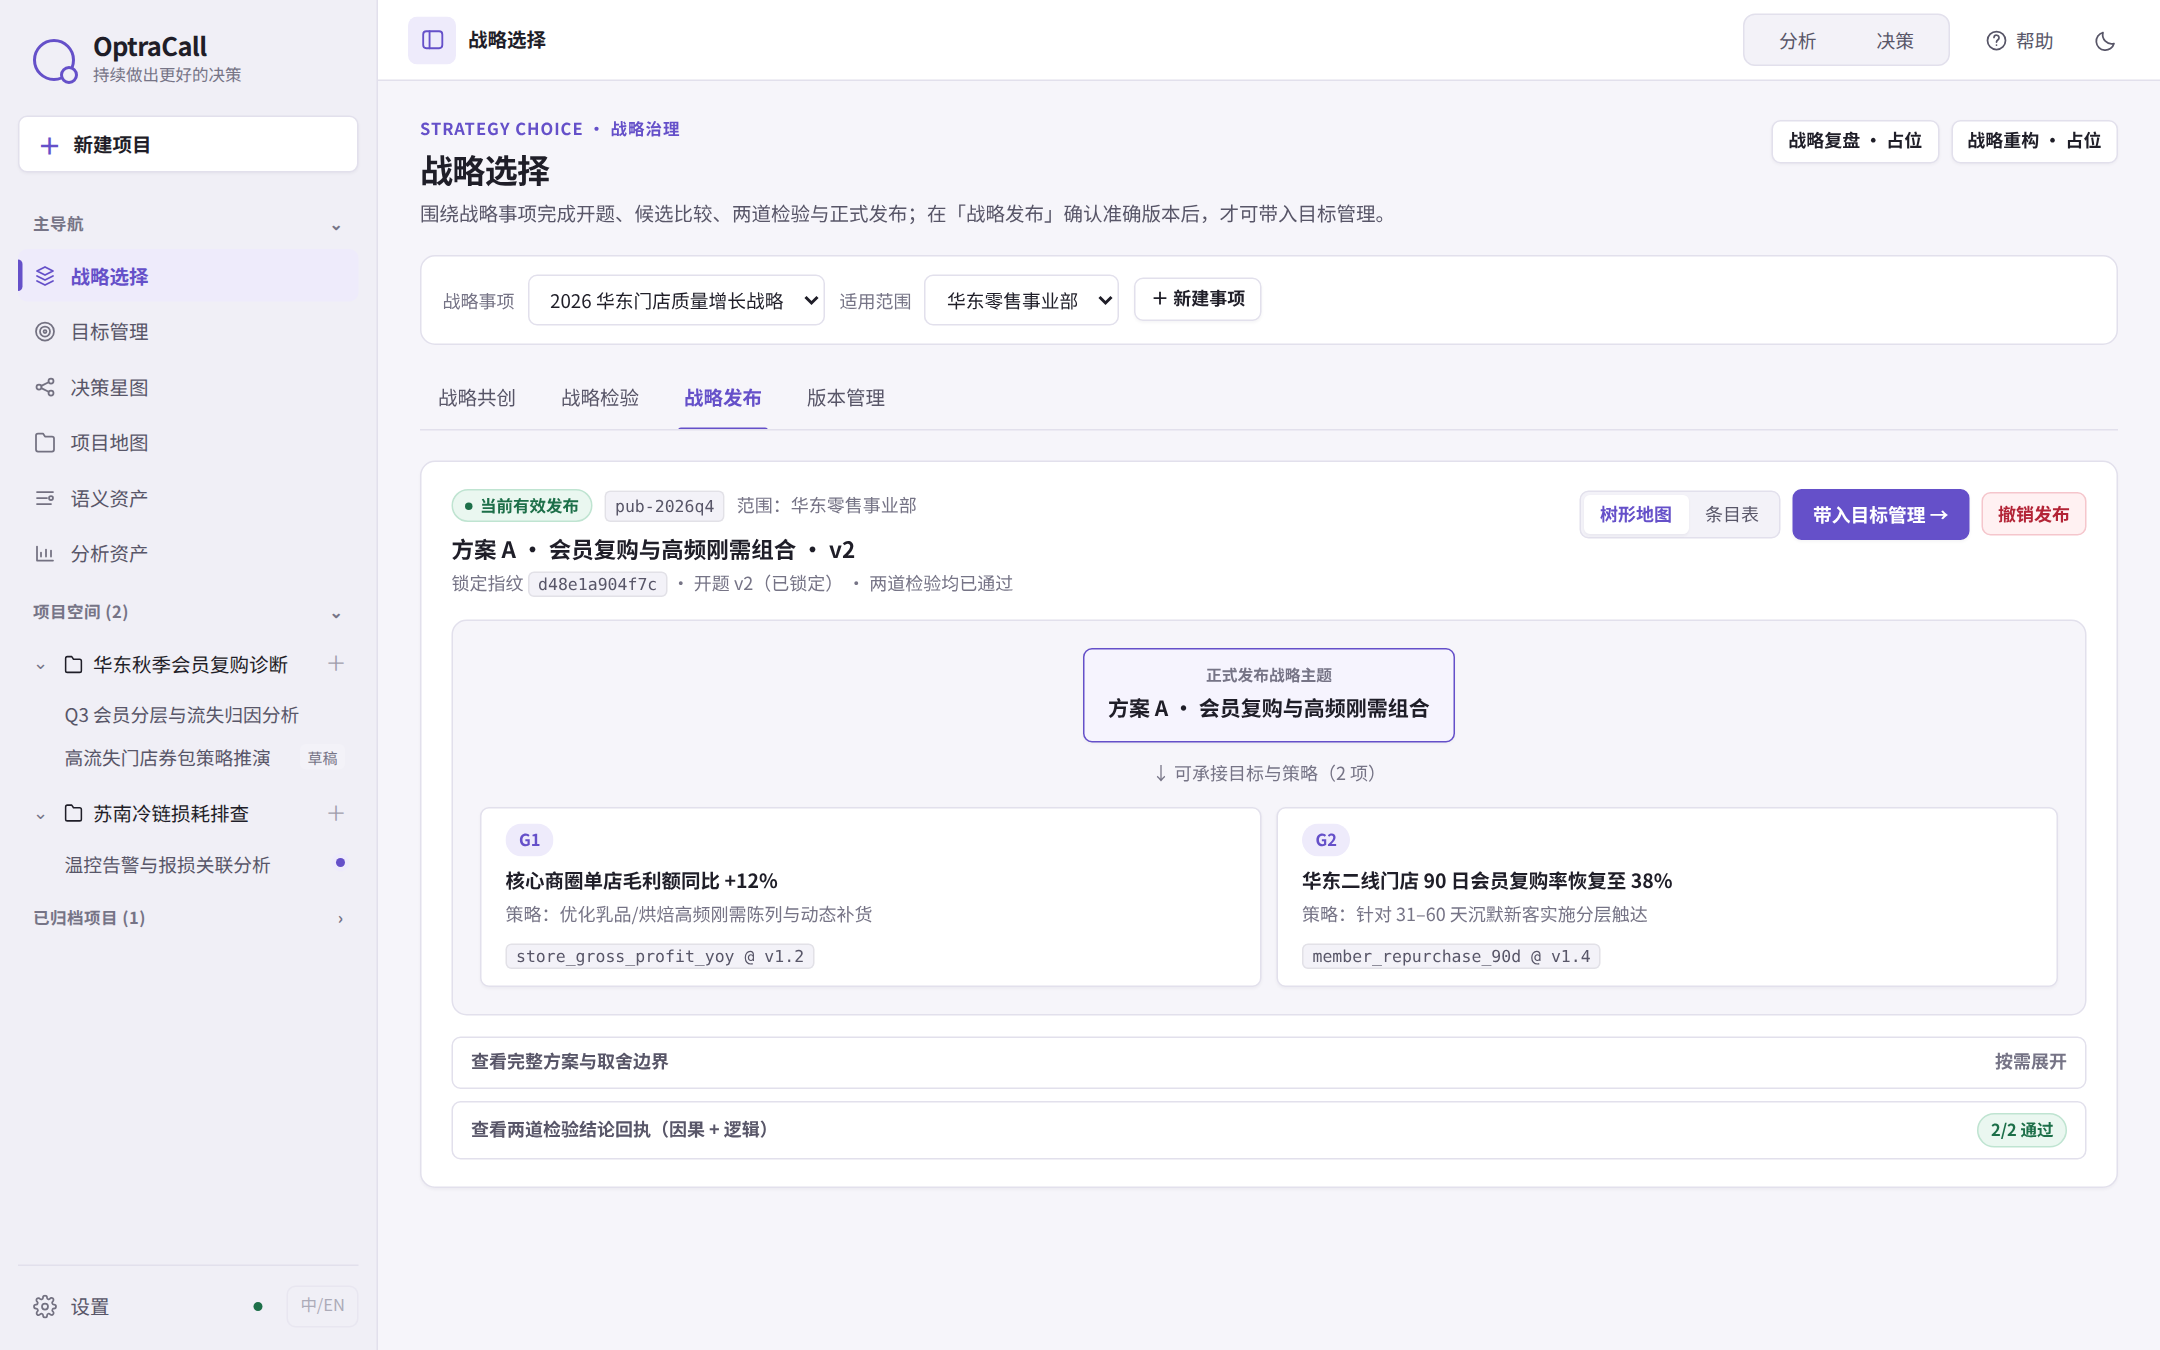 OptraCall
持续做出更好的决策
新建项目
主导航
战略选择
目标管理
决策星图
项目地图
语义资产
分析资产
项目空间 (2)
华东秋季会员复购诊断
Q3 会员分层与流失归因分析
高流失门店券包策略推演 草稿
苏南冷链损耗排查
温控告警与报损关联分析
已归档项目 (1)
设置 中/EN
战略选择
分析 决策 帮助
STRATEGY CHOICE • 战略治理
战略选择
围绕战略事项完成开题、候选比较、两道检验与正式发布；在「战略发布」确认准确版本后，才可带入目标管理。
战略复盘 • 占位 战略重构 • 占位
战略事项 2026 华东门店质量增长战略 适用范围 华东零售事业部 + 新建事项
战略共创 战略检验 战略发布 版本管理
当前有效发布 pub-2026q4 范围：华东零售事业部
树形地图 条目表 带入目标管理 → 撤销发布
方案 A • 会员复购与高频刚需组合 • v2
锁定指纹 d48e1a904f7c • 开题 v2（已锁定） • 两道检验均已通过
正式发布战略主题
方案 A • 会员复购与高频刚需组合
↓ 可承接目标与策略（2 项）
G1
核心商圈单店毛利额同比 +12%
策略：优化乳品/烘焙高频刚需陈列与动态补货
store_gross_profit_yoy @ v1.2
G2
华东二线门店 90 日会员复购率恢复至 38%
策略：针对 31–60 天沉默新客实施分层触达
member_repurchase_90d @ v1.4
查看完整方案与取舍边界 按需展开
查看两道检验结论回执（因果 + 逻辑） 2/2 通过